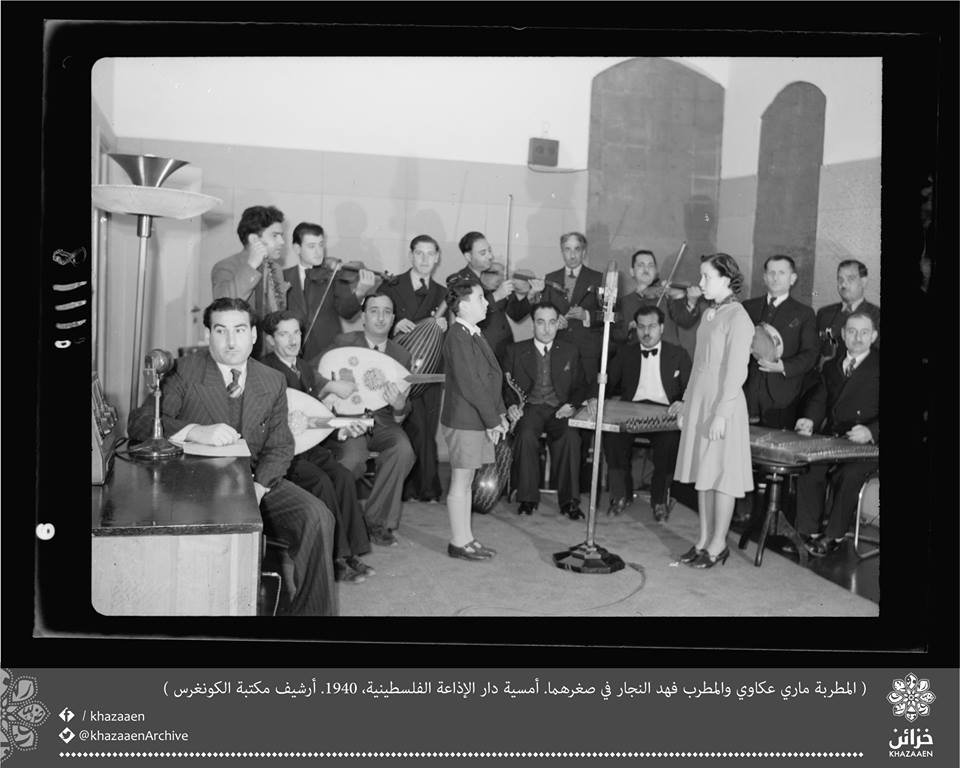 ( المطربة ماري عكاوي والمطرب فهد النجار في صغرهما. أمسية دار الإذاعة الفلسطينية، 1940. أرشيف مكتبة الكونغرس )
/ khazaaen
@khazaaenArchive
خزائن
KHAZAAEN